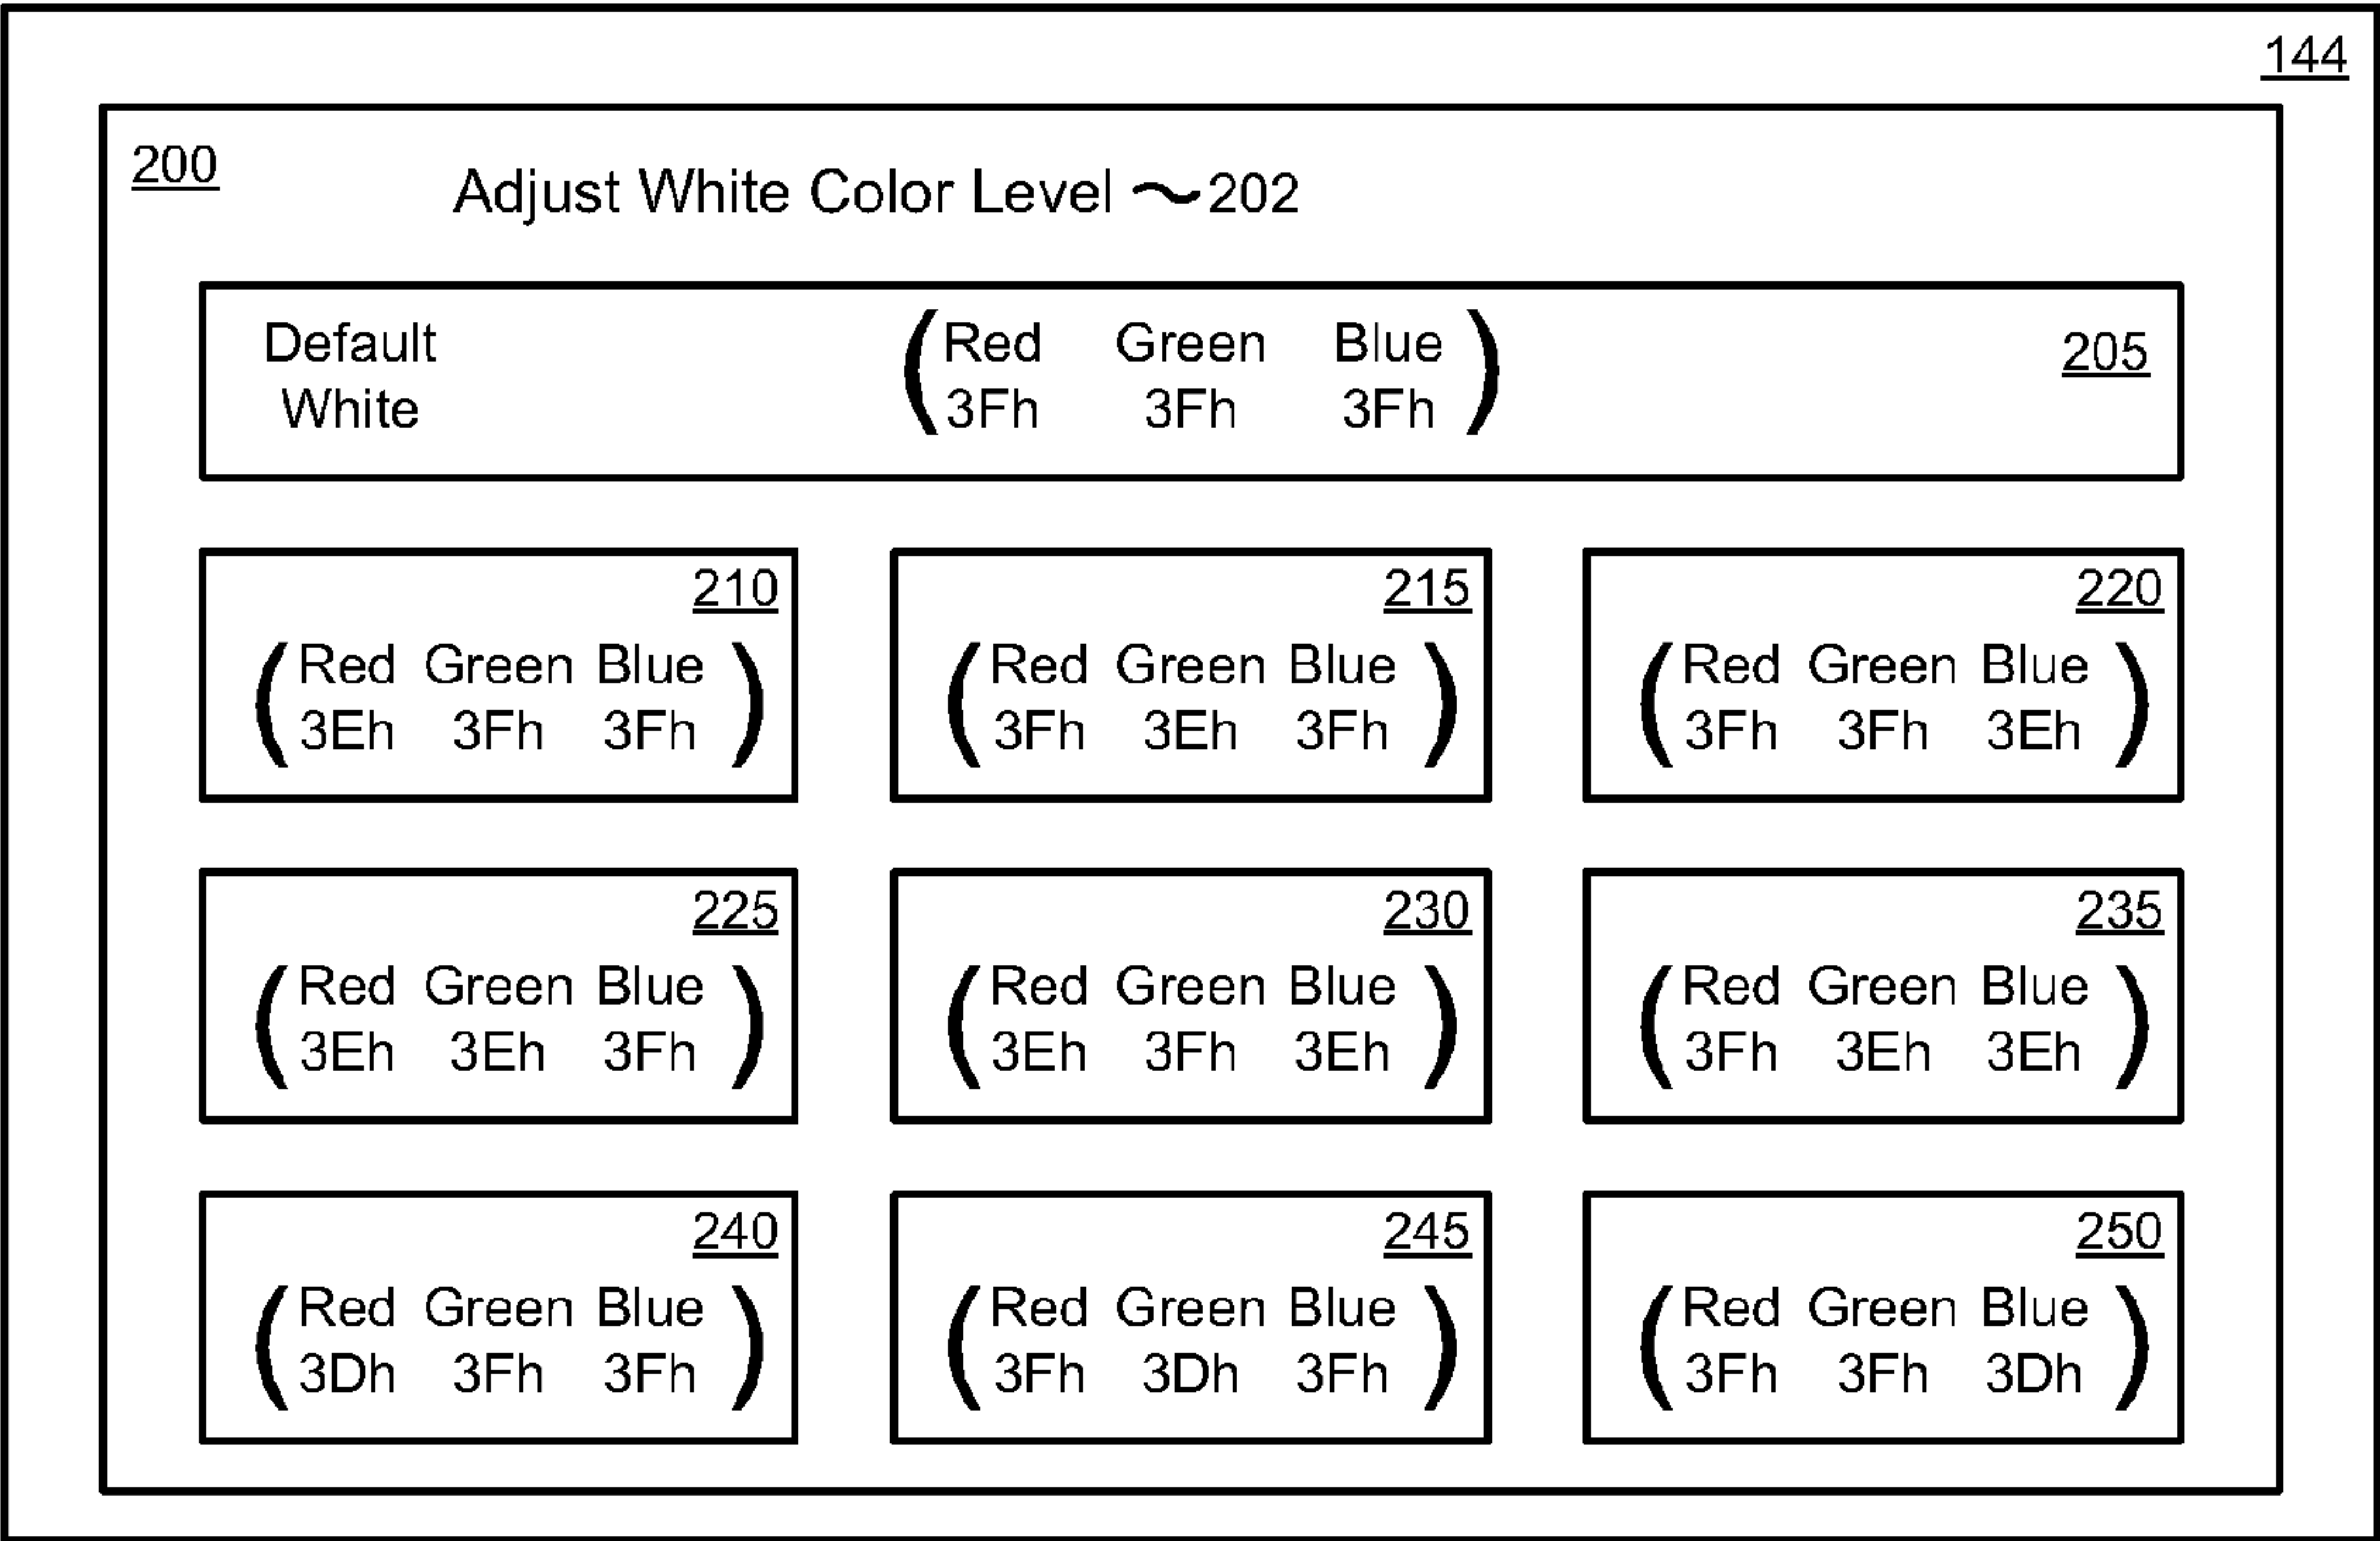 144
200
Adjust White Color Level ~202
Default White
( Red Green Blue )
3Fh 3Fh 3Fh
205
210
( Red Green Blue )
3Eh 3Fh 3Fh
215
( Red Green Blue )
3Fh 3Eh 3Fh
220
( Red Green Blue )
3Fh 3Fh 3Eh
225
( Red Green Blue )
3Eh 3Eh 3Fh
230
( Red Green Blue )
3Eh 3Fh 3Eh
235
( Red Green Blue )
3Fh 3Eh 3Eh
240
( Red Green Blue )
3Dh 3Fh 3Fh
245
( Red Green Blue )
3Fh 3Dh 3Fh
250
( Red Green Blue )
3Fh 3Fh 3Dh